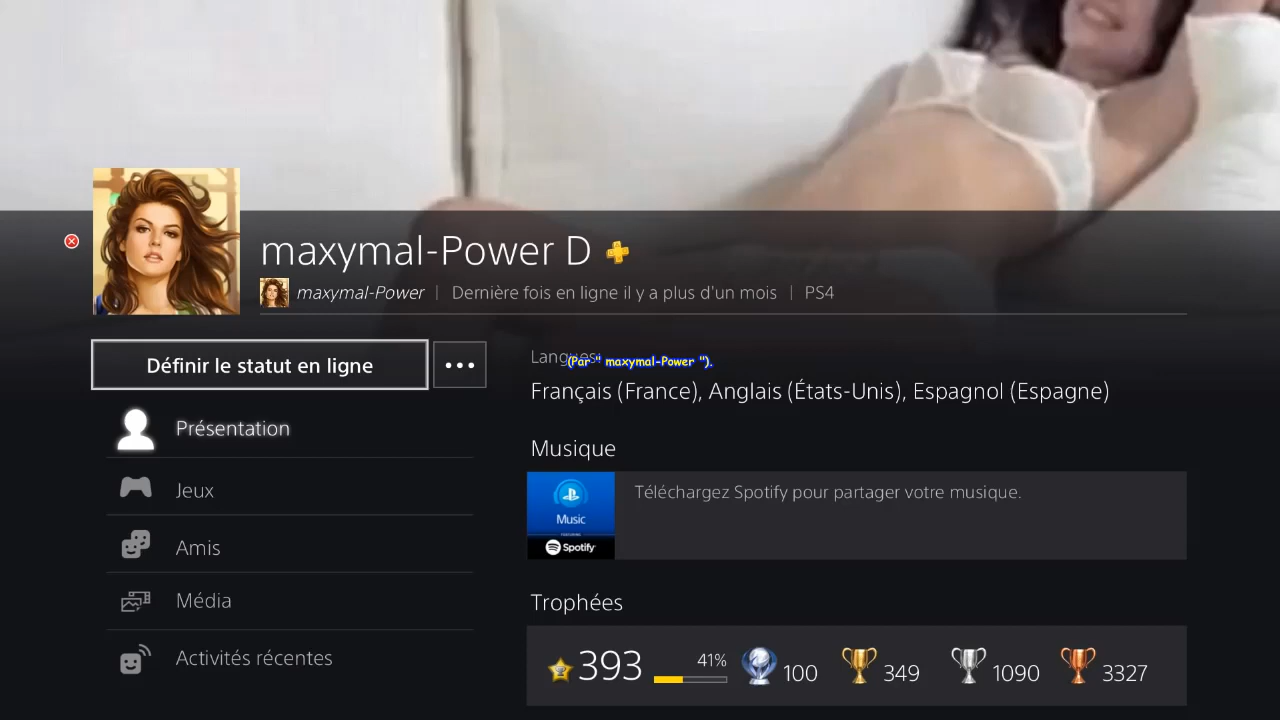 maxymal-Power D
maxymal-Power | Dernière fois en ligne il y a plus d'un mois | PS4
Définir le statut en ligne
Présentation
Jeux
Amis
Média
Activités récentes
Langues
(Par " maxymal-Power ").
Français (France), Anglais (États-Unis), Espagnol (Espagne)
Musique
Music
Spotify
Téléchargez Spotify pour partager votre musique.
Trophées
393 41% 100 349 1090 3327